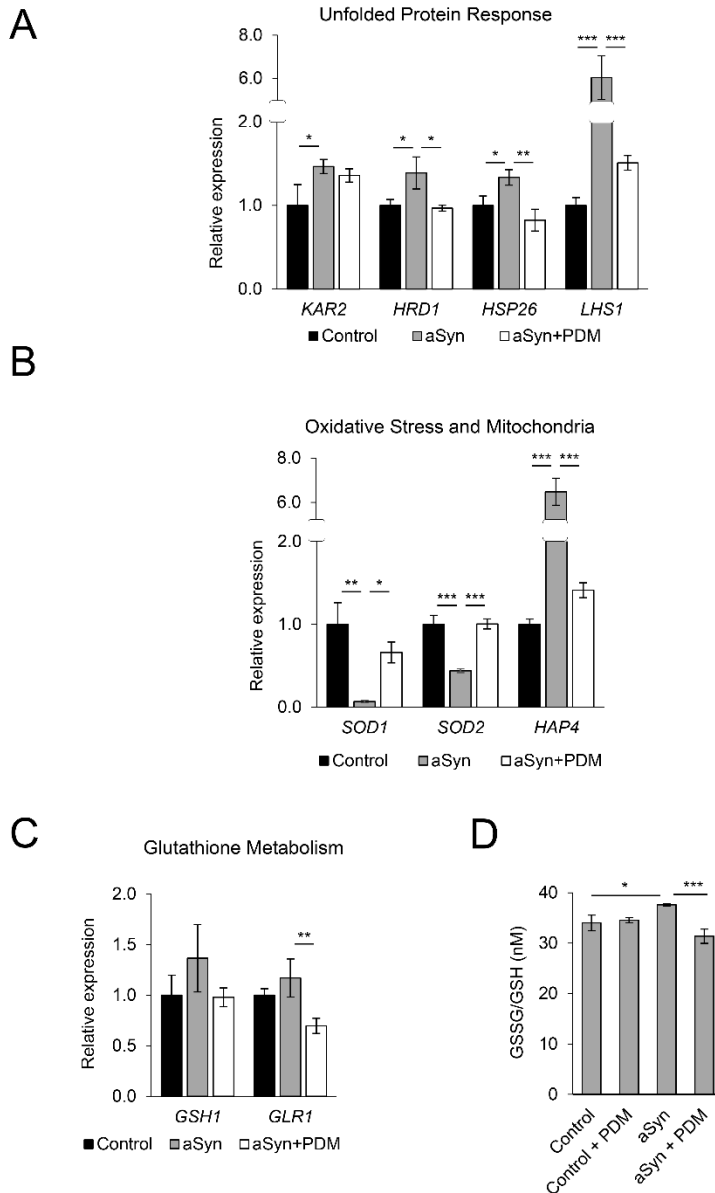 A
Unfolded Protein Response
*** ***
8.0
6.0
2.0
* * * * **
1.0
0.0
Relative expression
KAR2 HRD1 HSP26 LHS1
Control aSyn aSyn+PDM
B
Oxidative Stress and Mitochondria
8.0
*** ***
6.0
2.0
** * *** ***
1.0
0.0
Relative expression
SOD1 SOD2 HAP4
Control aSyn aSyn+PDM
C
Glutathione Metabolism
2.0
1.5
**
1.0
0.5
0.0
Relative expression
GSH1 GLR1
Control aSyn aSyn+PDM
D
* ***
40
30
20
10
0
GSSG/GSH (nM)
Control
Control + PDM
aSyn
aSyn + PDM